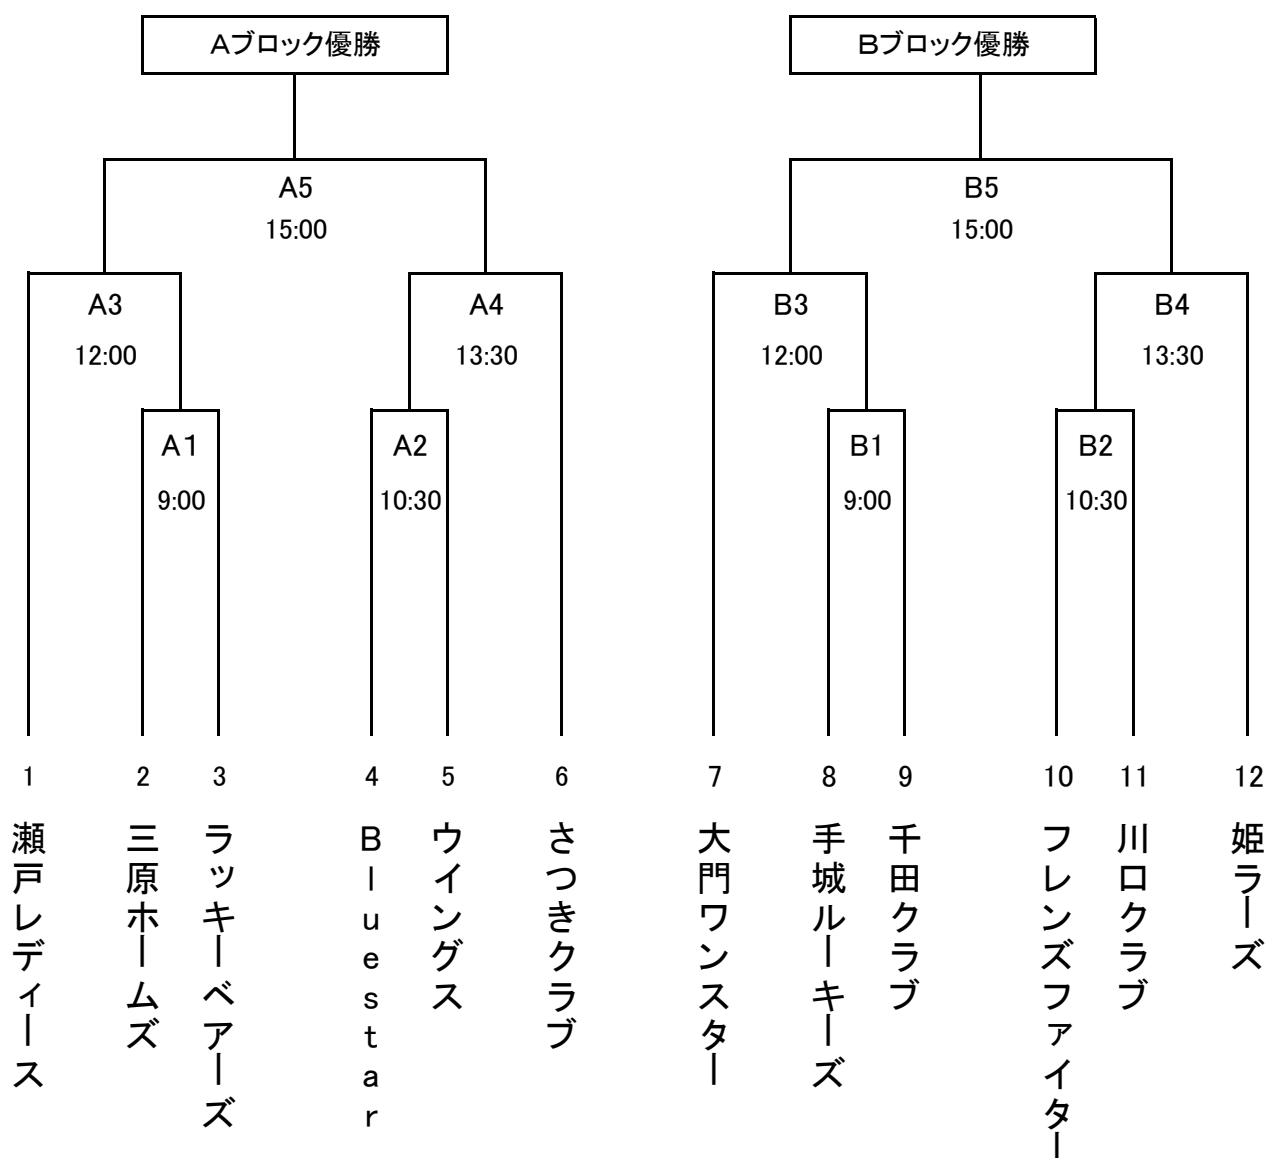 Aブロック優勝
Bブロック優勝
A5
15:00
B5
15:00
A3
12:00
A4
13:30
B3
12:00
B4
13:30
A1
9:00
A2
10:30
B1
9:00
B2
10:30
1
瀬戸レディース
2
三原ホームズ
3
ラッキーベアーズ
4
Bluestar
5
ウイングス
6
さつきクラブ
7
大門ワンスター
8
手城ルーキーズ
9
千田クラブ
10
フレンズファイター
11
川口クラブ
12
姫ラーズ